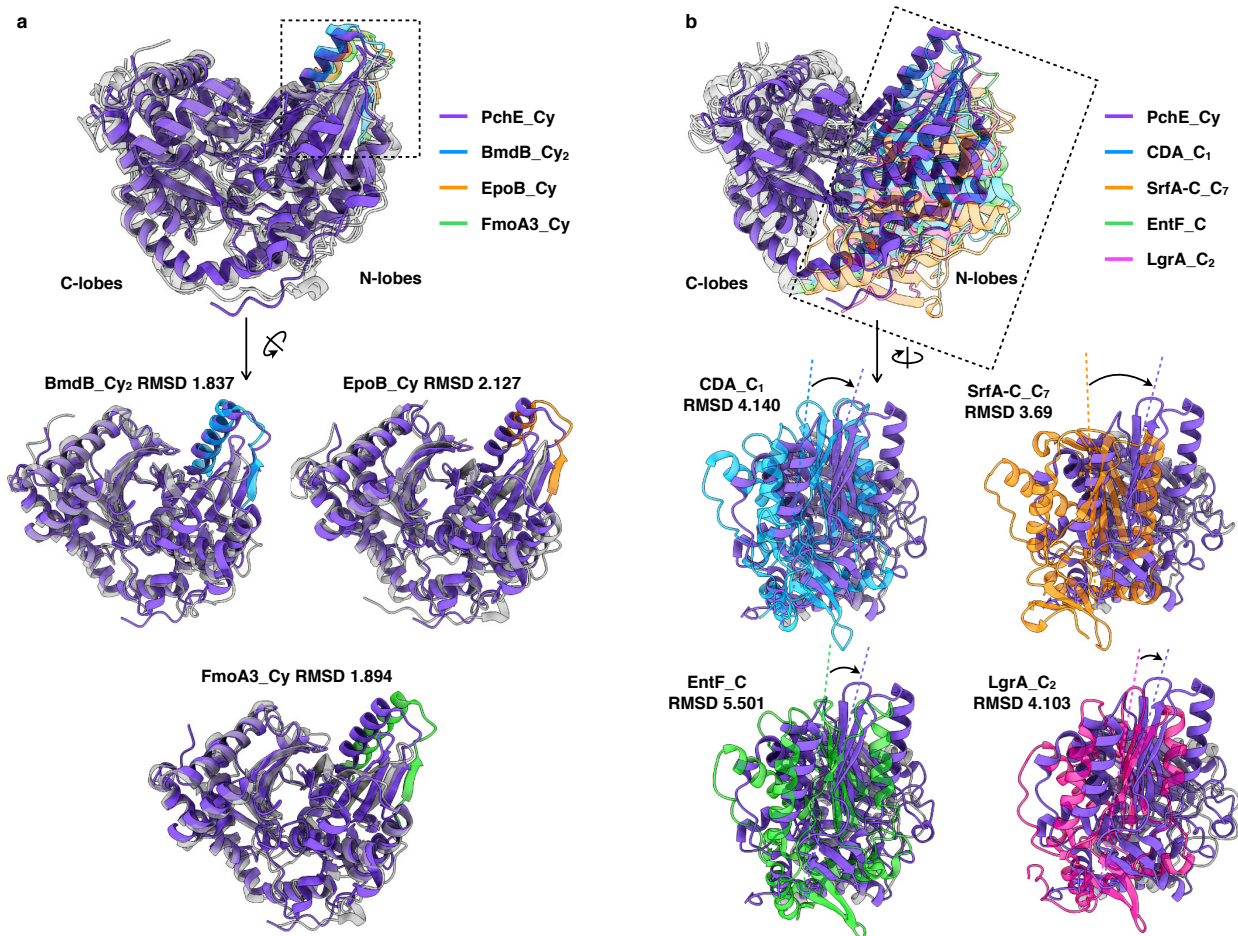 a
PchE_Cy
BmdB_Cy₂
EpoB_Cy
FmoA3_Cy
C-lobes
N-lobes
BmdB_Cy₂ RMSD 1.837
EpoB_Cy RMSD 2.127
FmoA3_Cy RMSD 1.894
b
PchE_Cy
CDA_C₁
SrfA-C_C₇
EntF_C
LgrA_C₂
C-lobes
N-lobes
CDA_C₁
RMSD 4.140
SrfA-C_C₇
RMSD 3.69
EntF_C
RMSD 5.501
LgrA_C₂
RMSD 4.103